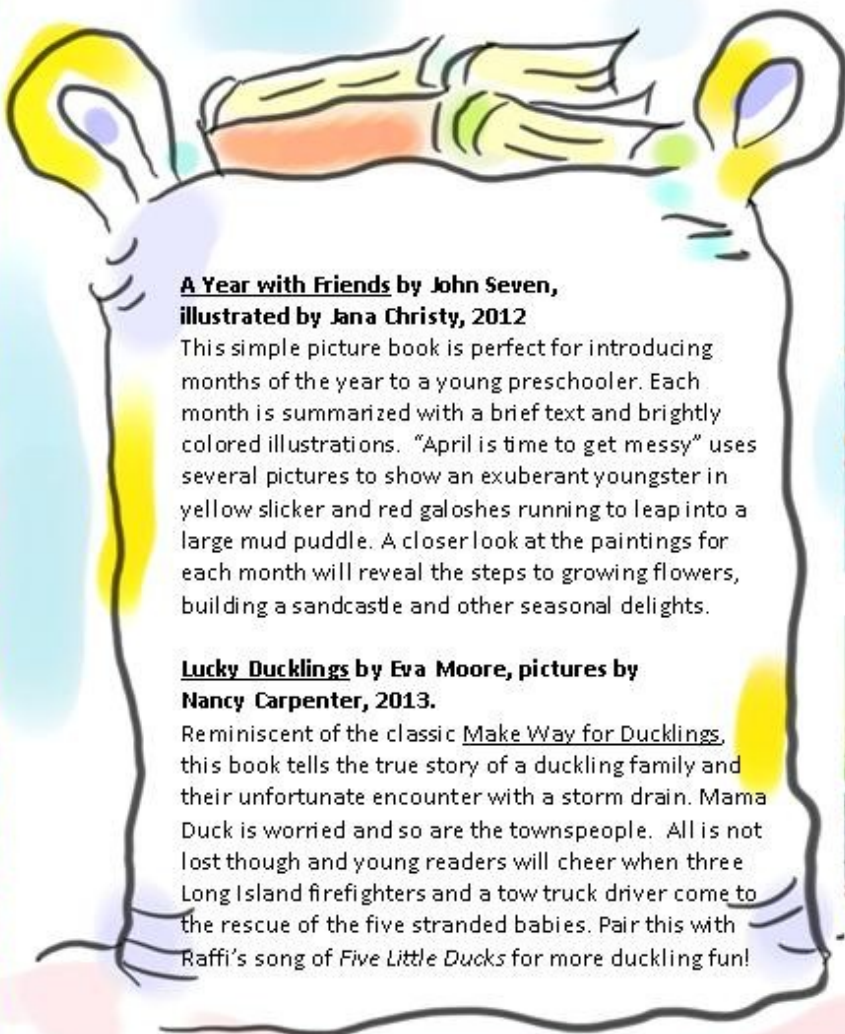 A Year with Friends by John Seven,
illustrated by Jana Christy, 2012
This simple picture book is perfect for introducing
months of the year to a young preschooler. Each
month is summarized with a brief text and brightly
colored illustrations.  “April is time to get messy” uses
several pictures to show an exuberant youngster in
yellow slicker and red galoshes running to leap into a
large mud puddle. A closer look at the paintings for
each month will reveal the steps to growing flowers,
building a sandcastle and other seasonal delights.
Lucky Ducklings by Eva Moore, pictures by
Nancy Carpenter, 2013.
Reminiscent of the classic Make Way for Ducklings,
this book tells the true story of a duckling family and
their unfortunate encounter with a storm drain. Mama
Duck is worried and so are the townspeople.  All is not
lost though and young readers will cheer when three
Long Island firefighters and a tow truck driver come to
the rescue of the five stranded babies. Pair this with
Raffi’s song of Five Little Ducks for more duckling fun!